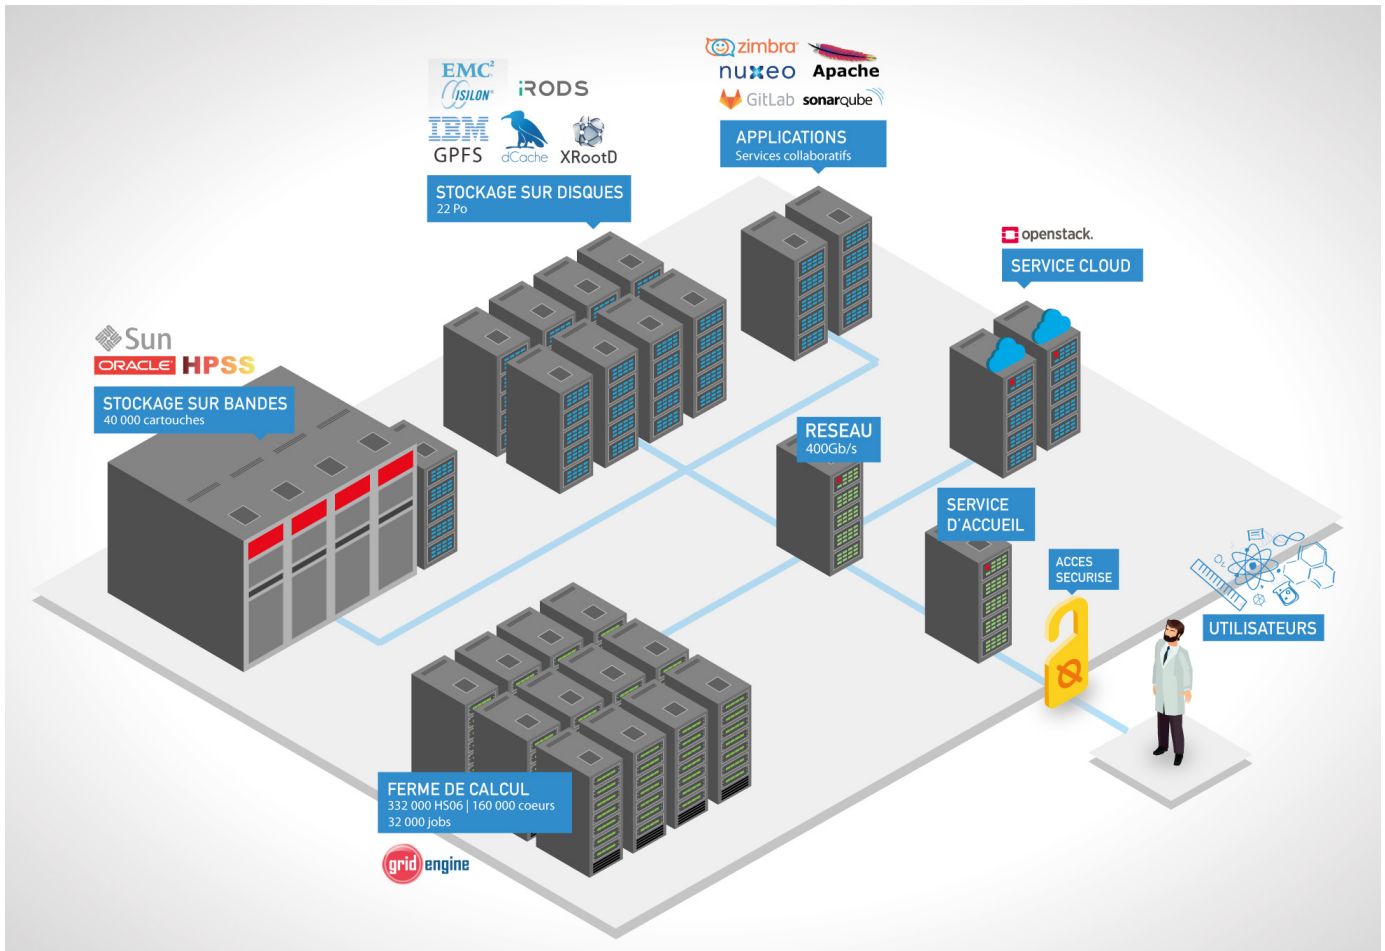 zimbra
nuxeo
Apache
GitLab
sonarqube
APPLICATIONS
Services collaboratifs
EMC²
ISILON
iRODS
IBM
GPFS
dCache
XRootD
STOCKAGE SUR DISQUES
22 Po
openstack.
SERVICE CLOUD
Sun
ORACLE
HPSS
STOCKAGE SUR BANDES
40 000 cartouches
RESEAU
400Gb/s
SERVICE
D'ACCUEIL
ACCES
SECURISE
UTILISATEURS
FERME DE CALCUL
332 000 HS06 | 160 000 coeurs
32 000 jobs
grid engine